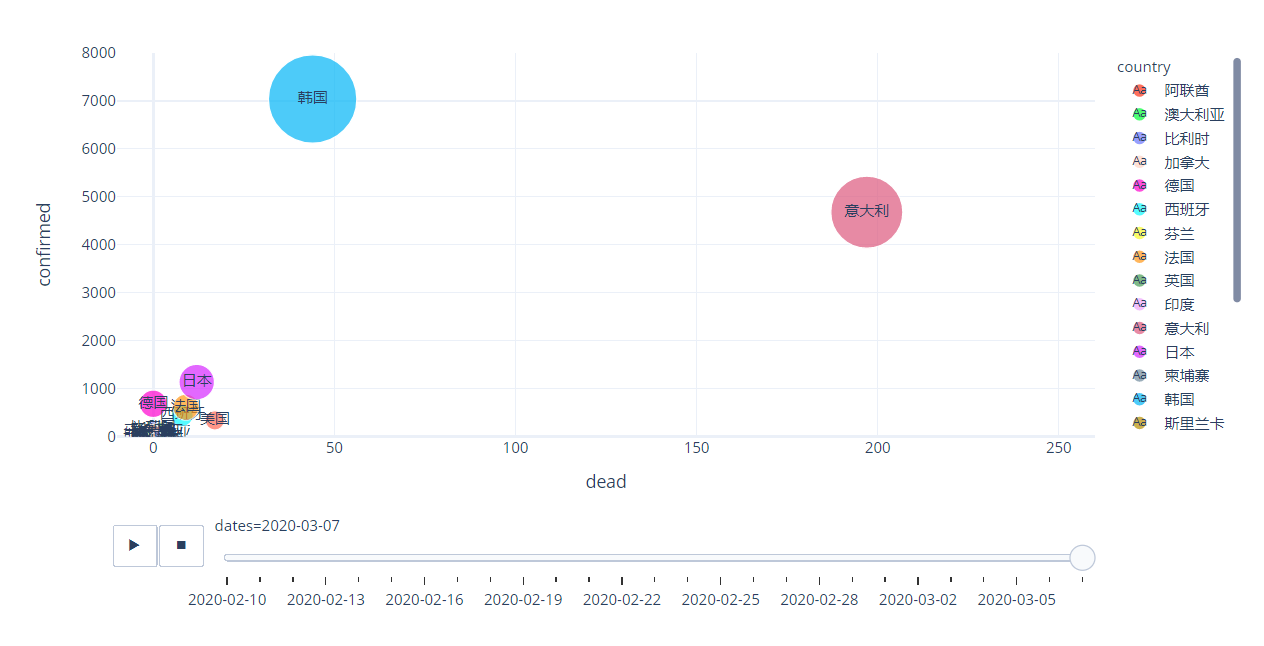 8000
7000
6000
5000
4000
3000
2000
1000
0
confirmed
韩国
意大利
日本
德国
法国
西班牙
美国
0
50
100
150
200
250
dead
country
Aa 阿联酋
Aa 澳大利亚
Aa 比利时
Aa 加拿大
Aa 德国
Aa 西班牙
Aa 芬兰
Aa 法国
Aa 英国
Aa 印度
Aa 意大利
Aa 日本
Aa 柬埔寨
Aa 韩国
Aa 斯里兰卡
dates=2020-03-07
2020-02-10
2020-02-13
2020-02-16
2020-02-19
2020-02-22
2020-02-25
2020-02-28
2020-03-02
2020-03-05